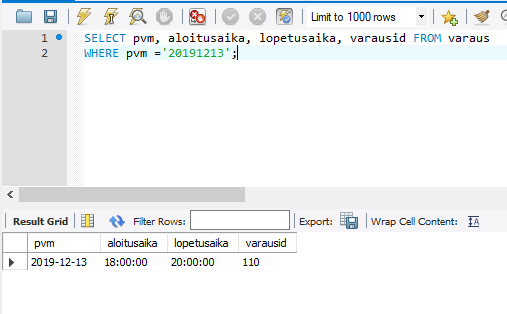 Limit to 1000 rows
1 SELECT pvm, aloitusaika, lopetusaika, varausid FROM varaus
2 WHERE pvm ='20191213';
Result Grid Filter Rows: Export: Wrap Cell Content:
pvm aloitusaika lopetusaika varausid
2019-12-13 18:00:00 20:00:00 110